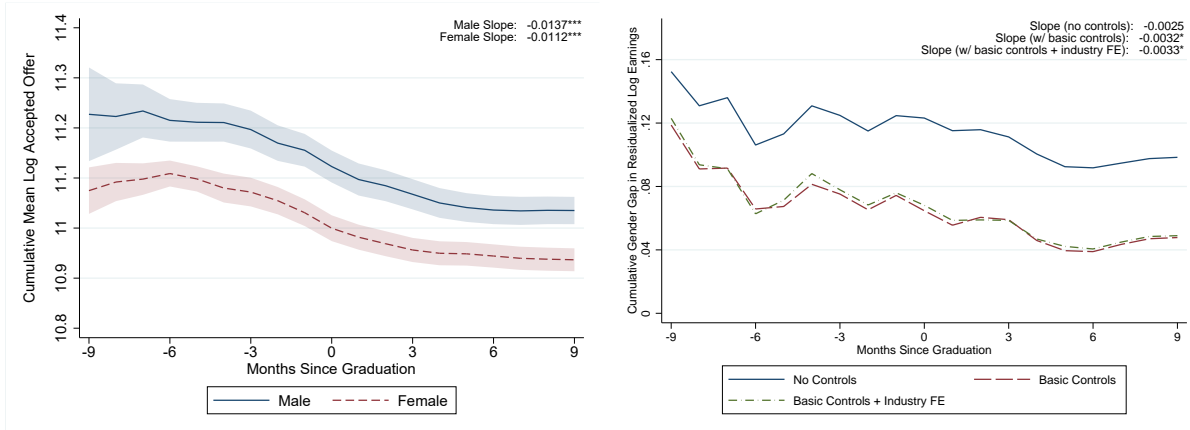 Male Slope: -0.0137***
Female Slope: -0.0112***
Cumulative Mean Log Accepted Offer
11.4
11.3
11.2
11.1
11
10.9
10.8
-9 -6 -3 0 3 6 9
Months Since Graduation
Male Female
Slope (no controls): -0.0025
Slope (w/ basic controls): -0.0032*
Slope (w/ basic controls + industry FE): -0.0033*
Cumulative Gender Gap in Residualized Log Earnings
.16
.12
.08
.04
0
-9 -6 -3 0 3 6 9
Months Since Graduation
No Controls Basic Controls
Basic Controls + Industry FE